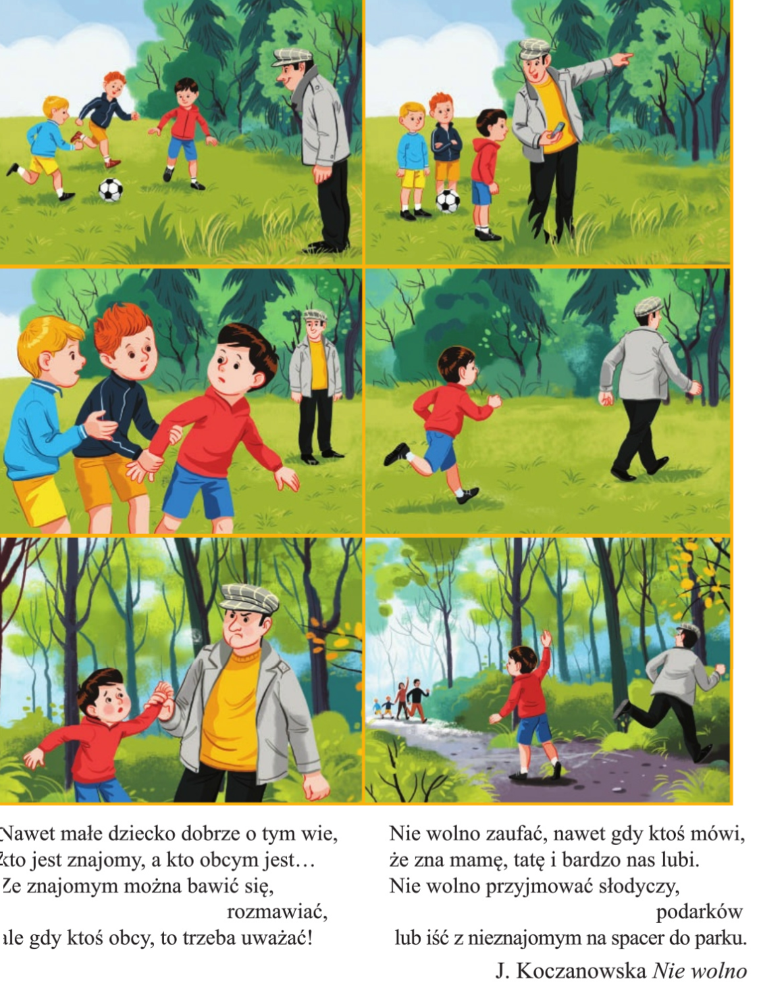 Nawet małe dziecko dobrze o tym wie,
kto jest znajomy, a kto obcym jest…
Ze znajomym można bawić się,
rozmawiać,
ale gdy ktoś obcy, to trzeba uważać!
Nie wolno zaufać, nawet gdy ktoś mówi,
że zna mamę, tatę i bardzo nas lubi.
Nie wolno przyjmować słodyczy,
podarków
lub iść z nieznajomym na spacer do parku.
J. Koczanowska Nie wolno